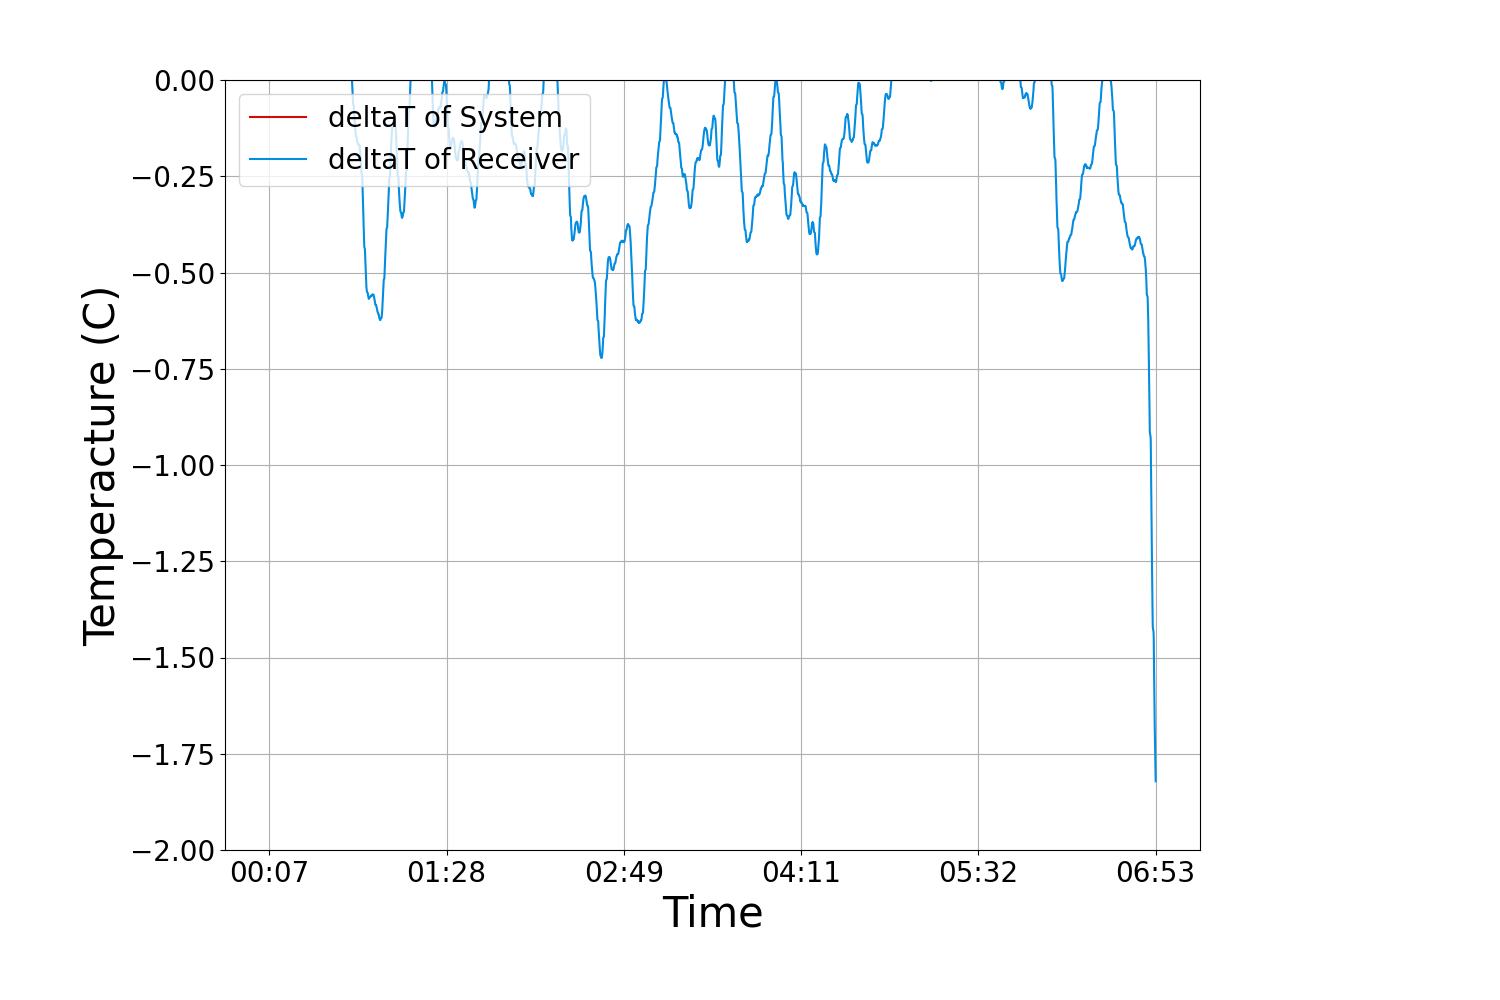 0.00
−0.25
−0.50
−0.75
−1.00
−1.25
−1.50
−1.75
−2.00
Temperacture (C)
deltaT of System
deltaT of Receiver
00:07 01:28 02:49 04:11 05:32 06:53
Time